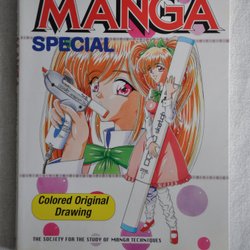 MANGA
SPECIAL
Colored Original
Drawing
THE SOCIETY FOR THE STUDY OF MANGA TECHNIQUES